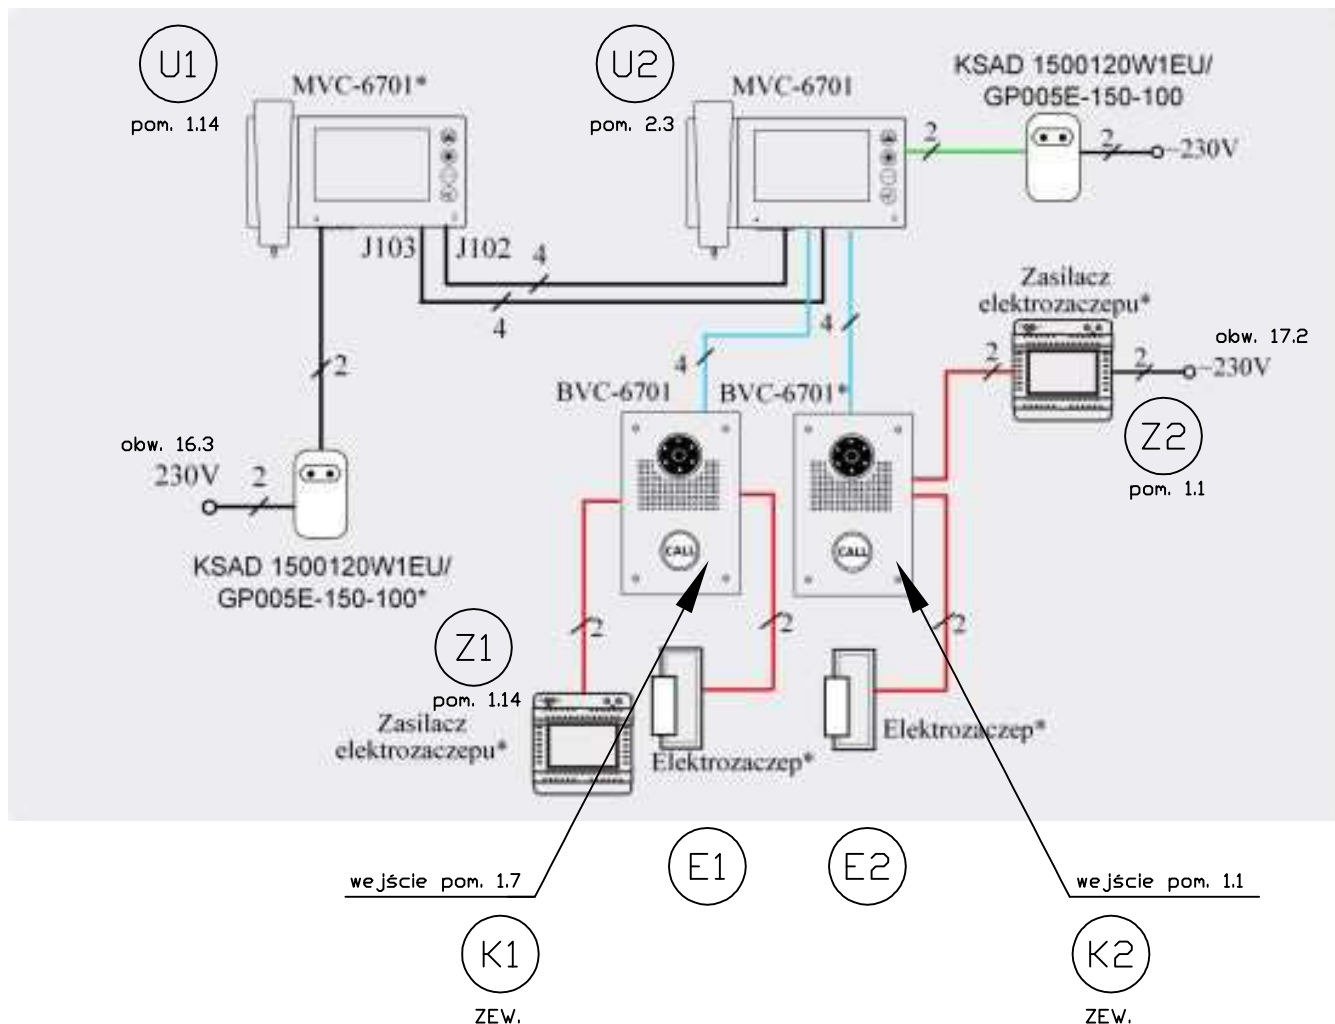 U1
pom. 1.14
MVC-6701*
U2
pom. 2.3
MVC-6701
KSAD 1500120W1EU/
GP005E-150-100
2
2
~230V
J103
J102
4
4
Zasilacz
elektrozaczepu*
obw. 17.2
2
2
~230V
Z2
pom. 1.1
4
4
BVC-6701
BVC-6701*
2
obw. 16.3
230V
2
KSAD 1500120W1EU/
GP005E-150-100*
CALL
CALL
Z1
pom. 1.14
Zasilacz
elektrozaczepu*
2
2
2
Elektrozaczep*
Elektrozaczep*
E1
E2
wejście pom. 1.7
wejście pom. 1.1
K1
K2
ZEW.
ZEW.